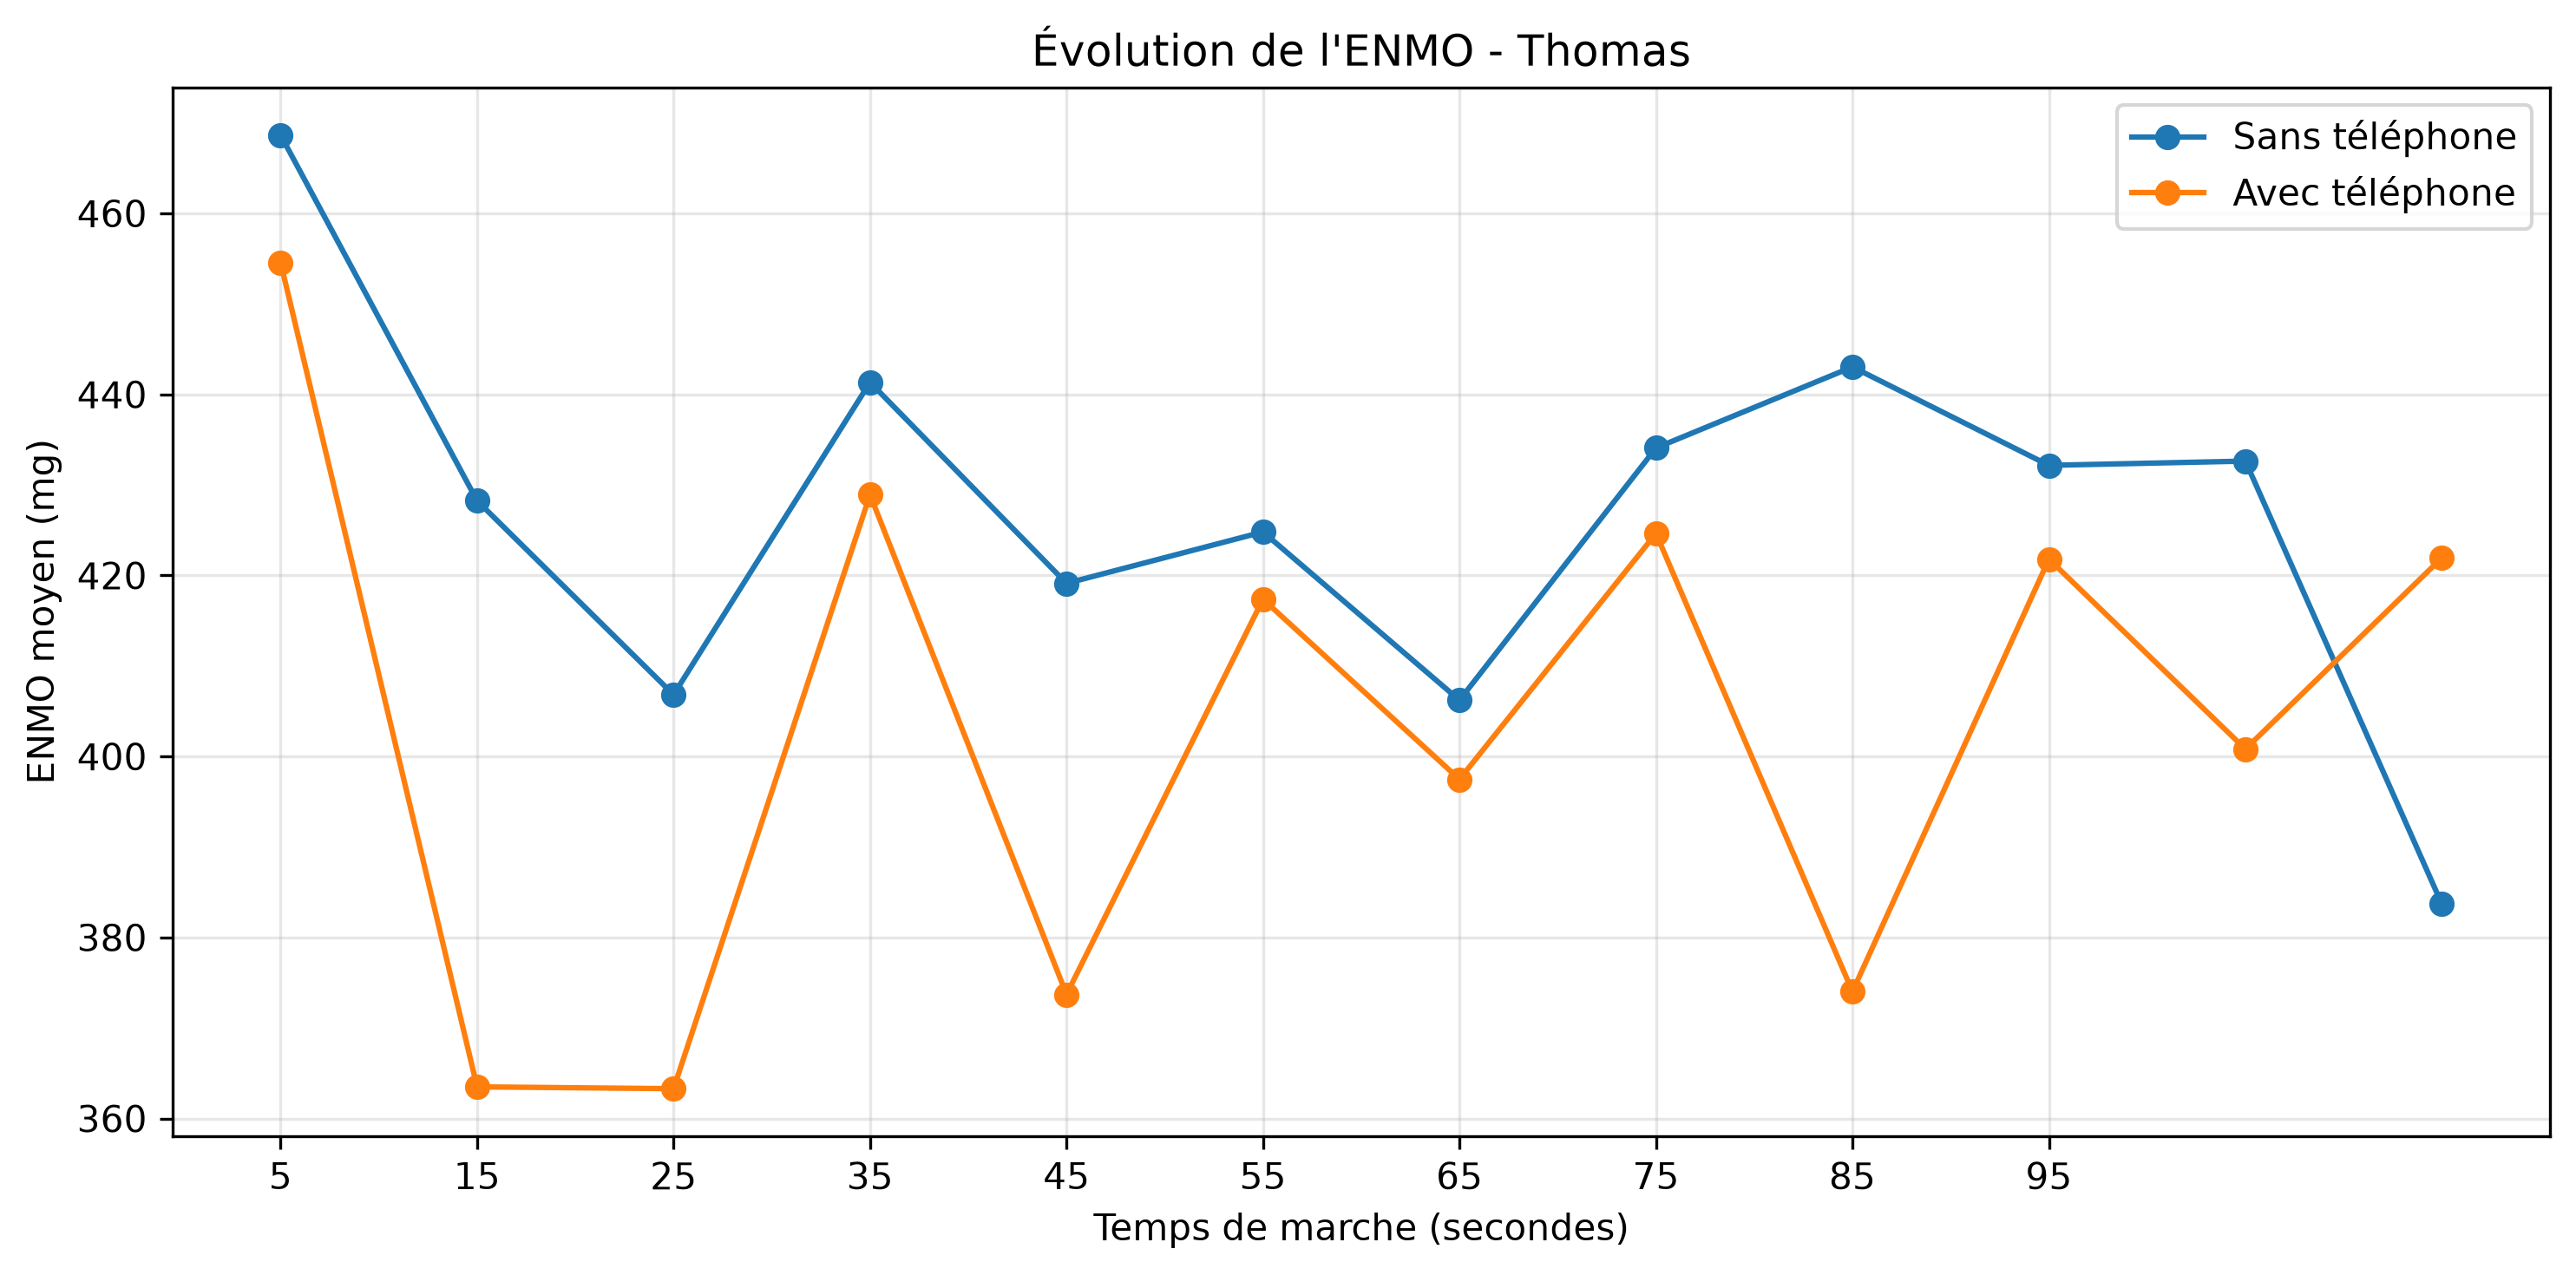 Évolution de l'ENMO - Thomas
Sans téléphone
Avec téléphone
ENMO moyen (mg)
460
440
420
400
380
360
5 15 25 35 45 55 65 75 85 95
Temps de marche (secondes)